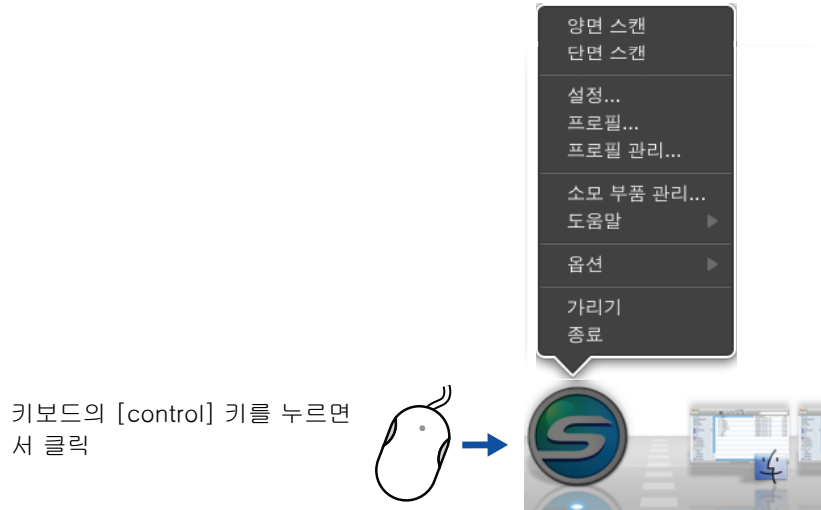 양면 스캔
단면 스캔
설정...
프로필...
프로필 관리...
소모 부품 관리...
도움말
옵션
가리기
종료
키보드의 [control] 키를 누르면
서 클릭